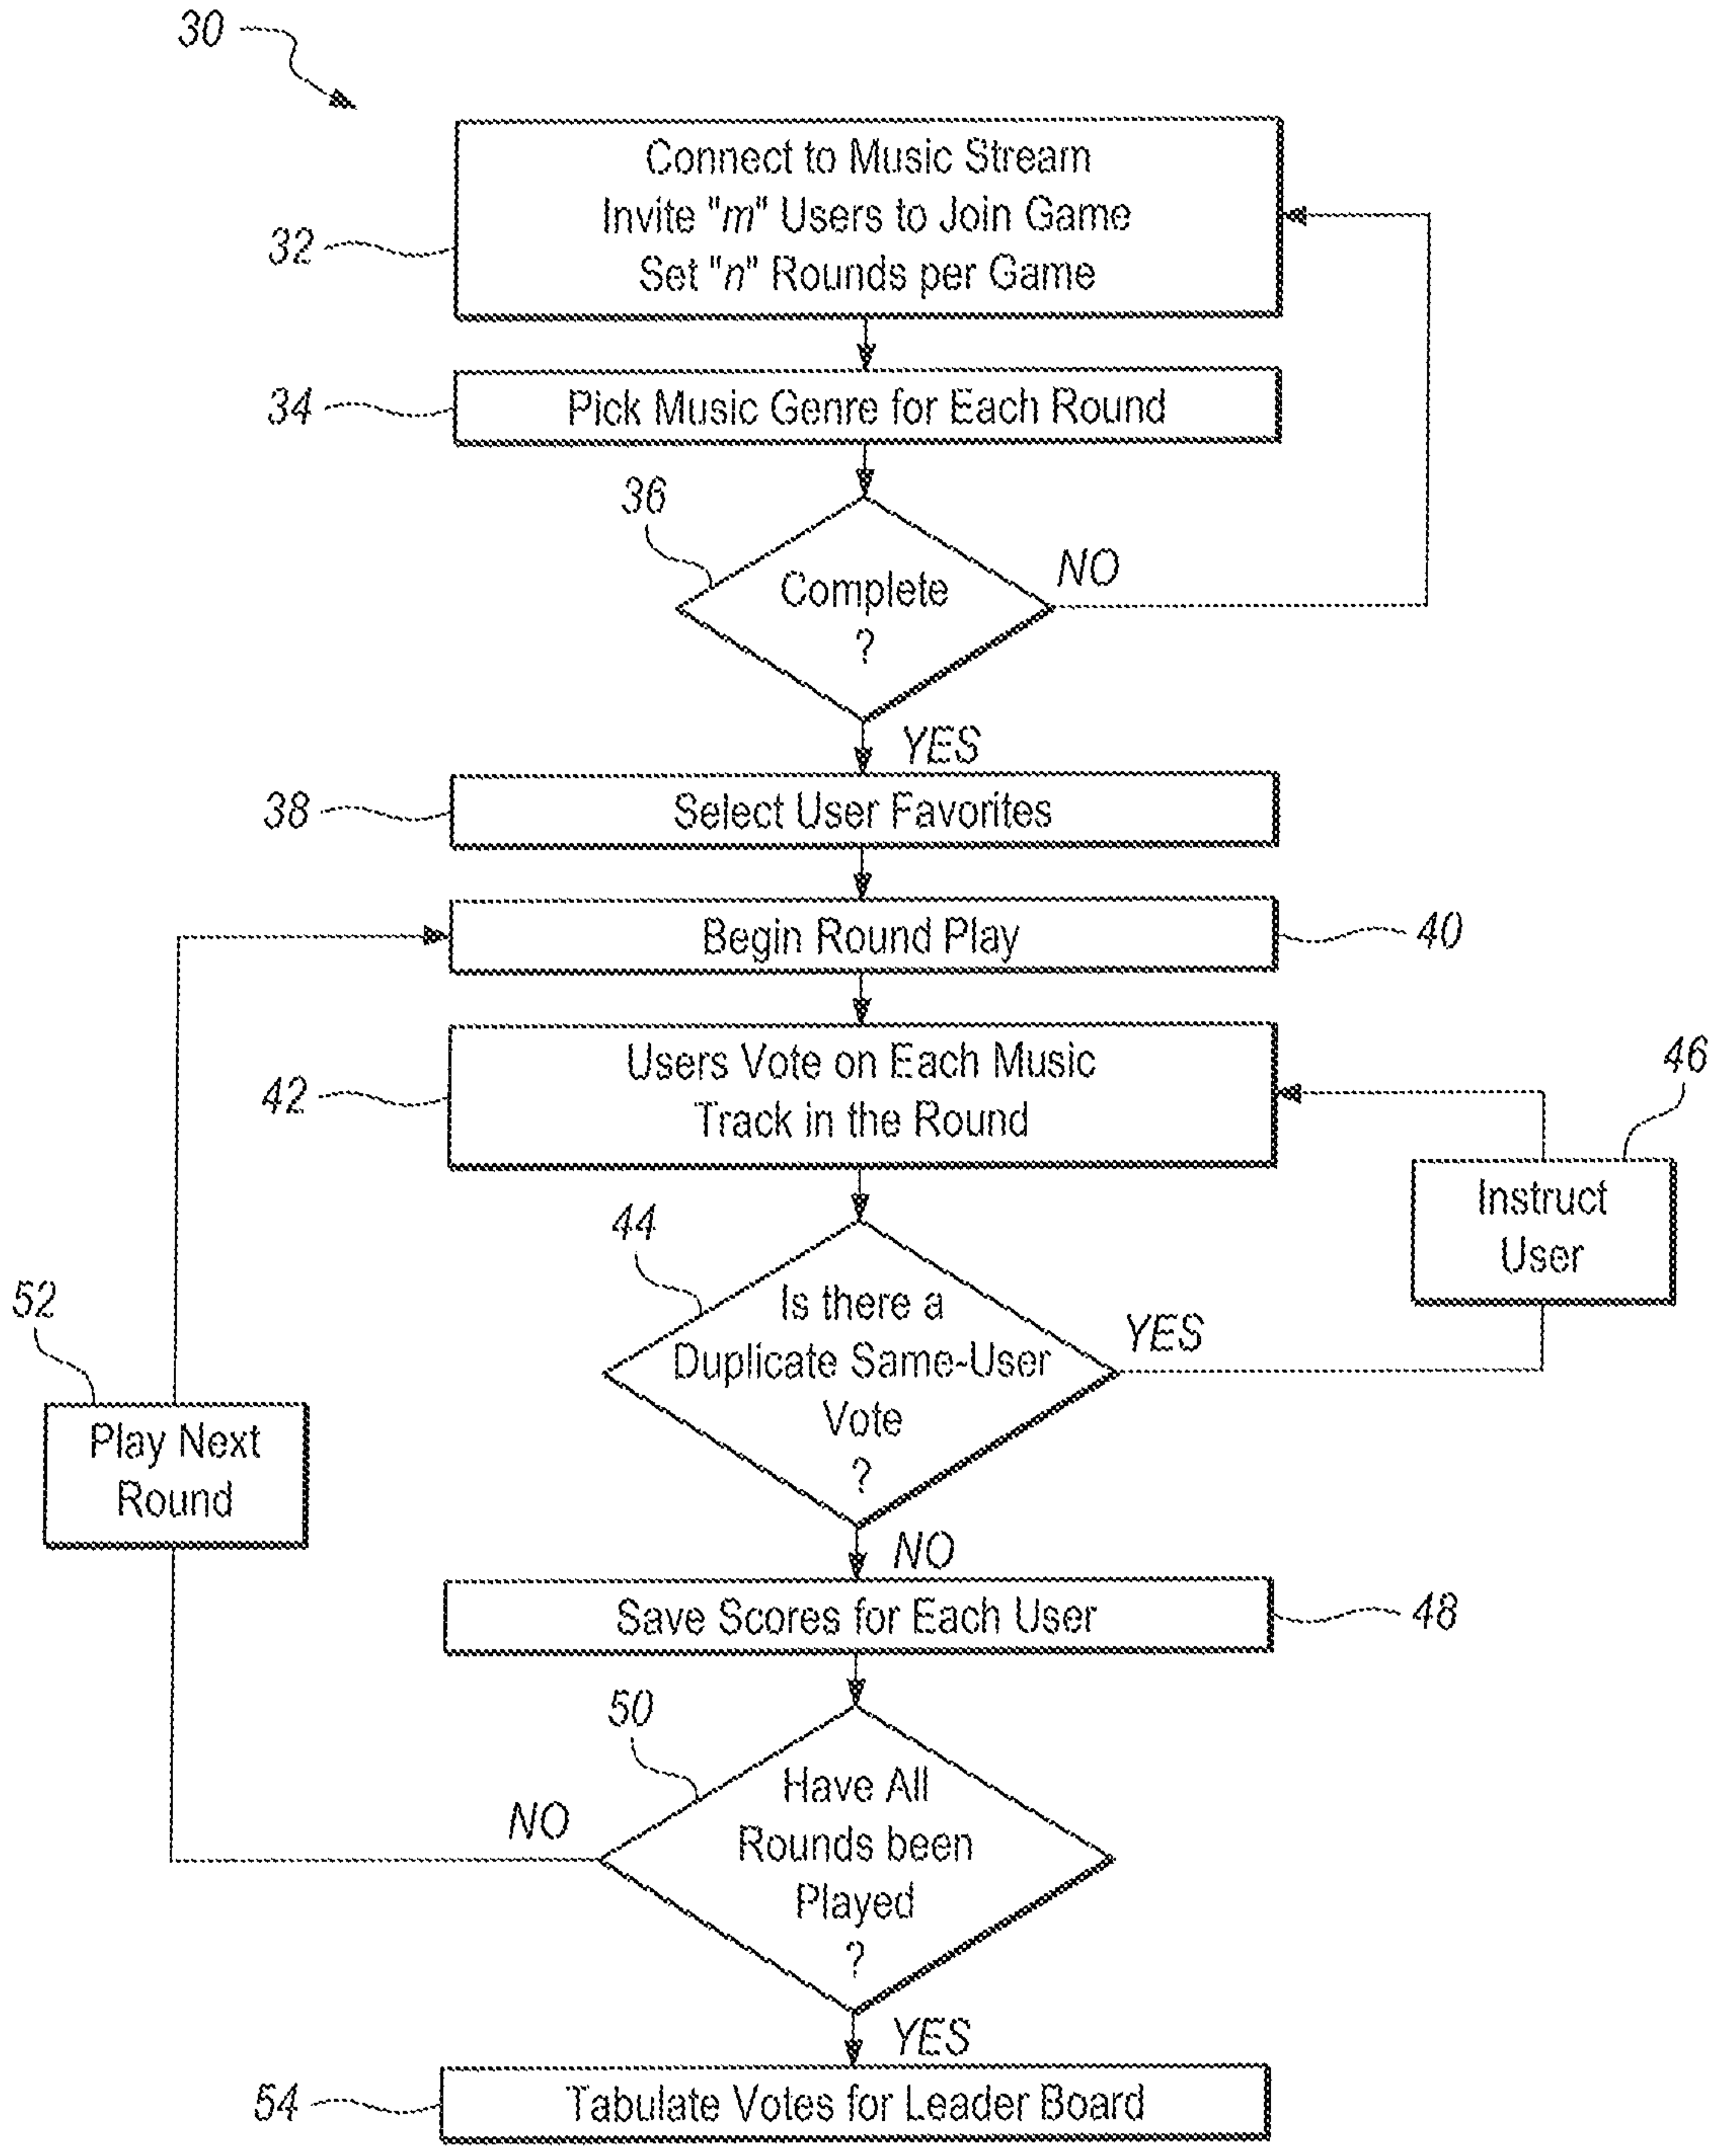 30
Connect to Music Stream
Invite "m" Users to Join Game
Set "n" Rounds per Game
32
Pick Music Genre for Each Round
34
36
Complete
?
NO
YES
Select User Favorites
38
Begin Round Play
40
Users Vote on Each Music
Track in the Round
42
46
Instruct
User
44
Is there a
Duplicate Same-User
Vote
?
YES
52
Play Next
Round
NO
Save Scores for Each User
48
50
Have All
Rounds been
Played
?
NO
YES
Tabulate Votes for Leader Board
54